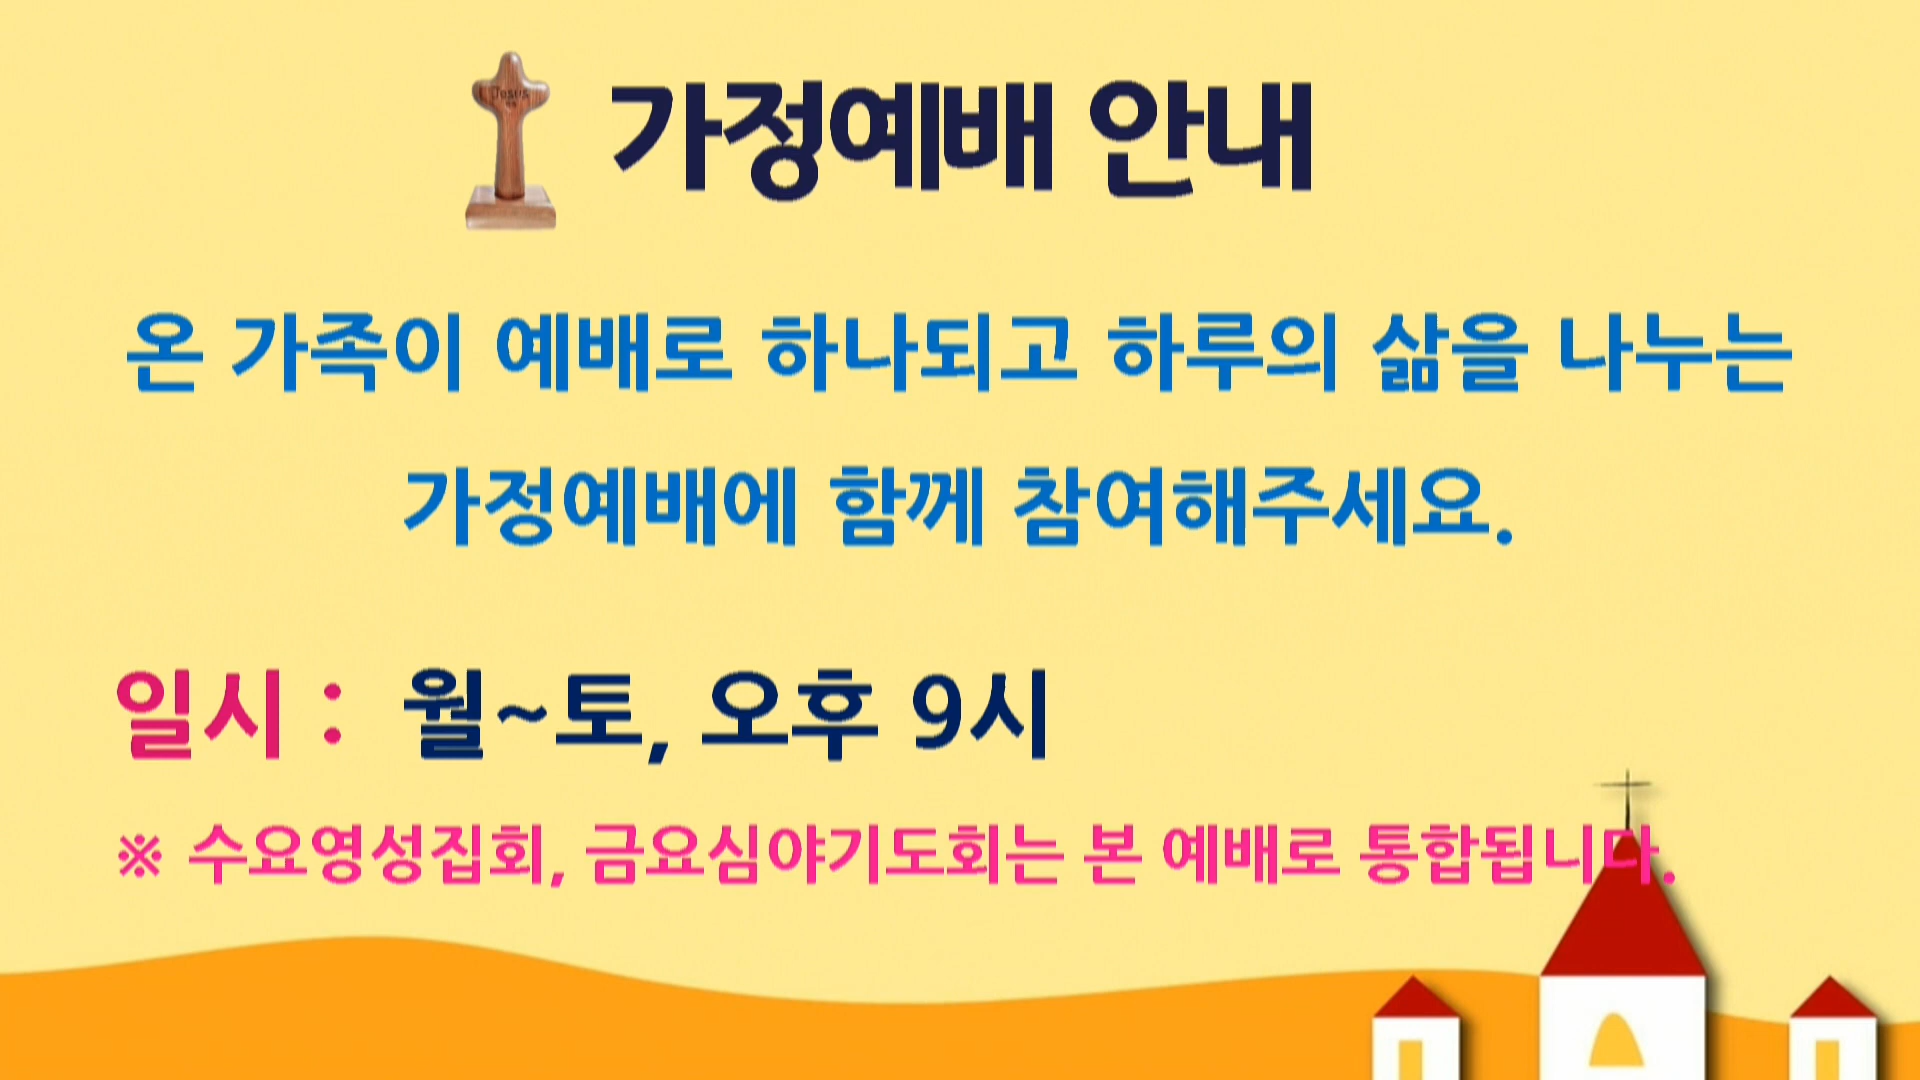 Jesus
가정예배 안내
온 가족이 예배로 하나되고 하루의 삶을 나누는
가정예배에 함께 참여해주세요.
일시 : 월~토, 오후 9시
※ 수요영성집회, 금요심야기도회는 본 예배로 통합됩니다.